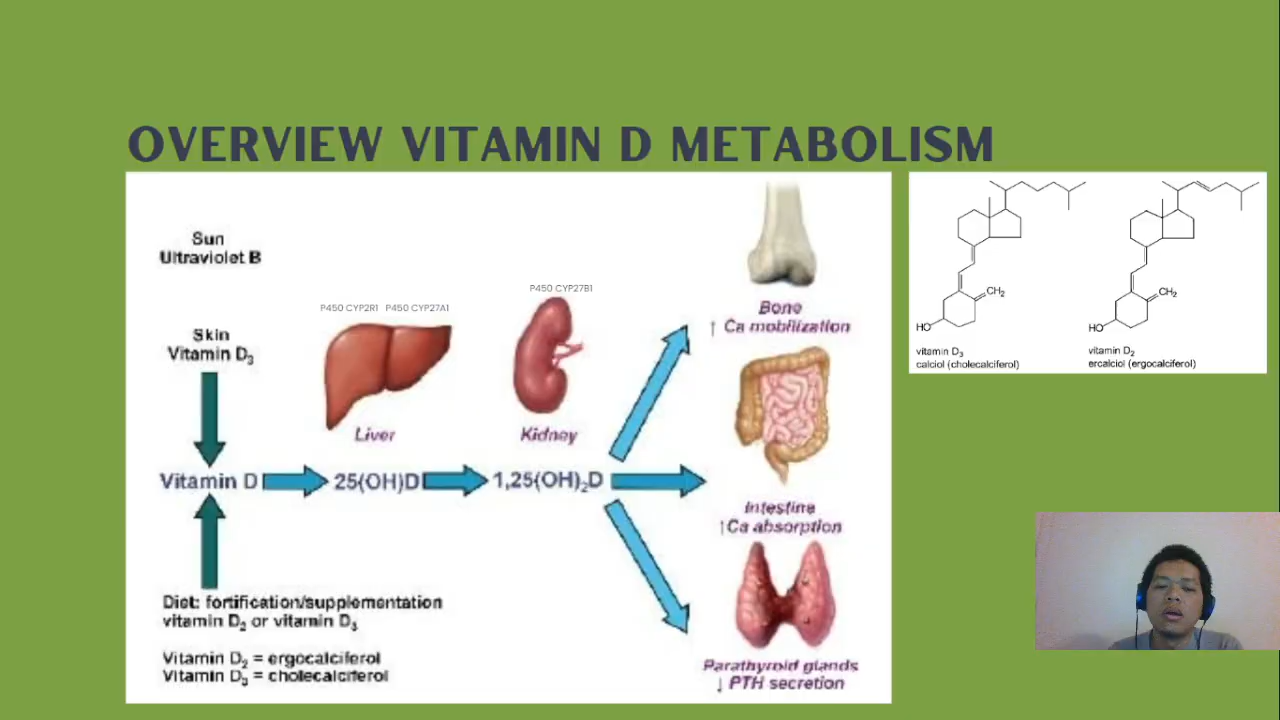 OVERVIEW VITAMIN D METABOLISM
Sun
Ultraviolet B
Skin
Vitamin D3
P450 CYP2R1 P450 CYP27A1
Liver
P450 CYP27B1
Kidney
Vitamin D
25(OH)D
1,25(OH)2D
Bone
↑ Ca mobilization
Intestine
↑Ca absorption
Parathyroid glands
↓ PTH secretion
Diet: fortification/supplementation
vitamin D2 or vitamin D3
Vitamin D2 = ergocalciferol
Vitamin D3 = cholecalciferol
CH2
HO
vitamin D3
calciol (cholecalciferol)
CH2
HO
vitamin D2
ercalciol (ergocalciferol)